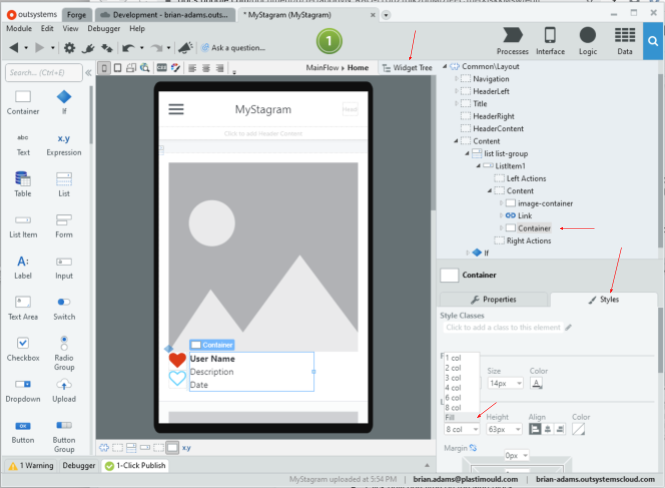 outsystems
Forge
Development - brian-adams.outs...
* MyStagram (MyStagram)
Module Edit View Debugger Help
Ask a question...
1
Processes
Interface
Logic
Data
Search... (Ctrl+E)
MainFlow ▸ Home
Widget Tree
Container
If
abc
Text
x.y
Expression
Table
List
List Item
Form
Label
Input
Text Area
Switch
Checkbox
Radio
Group
Dropdown
Upload
OK
Button
Button
Group
MyStagram
Click to add Header Content
Container
User Name
Description
Date
Common\Layout
Navigation
HeaderLeft
Title
HeaderRight
HeaderContent
Content
list list-group
ListItem1
Left Actions
Content
image-container
Link
Container
Right Actions
If
Container
Properties
Styles
Style Classes
Click to add a class to this element
1 col
2 col
3 col
4 col
6 col
8 col
Fill
8 col
Size
14px
Color
A
Height
63px
Align
Color
Margin
0px
xy
1 Warning
Debugger
1-Click Publish
MyStagram uploaded at 5:54 PM
brian.adams@plastimould.com
brian-adams.outsystemscloud.com